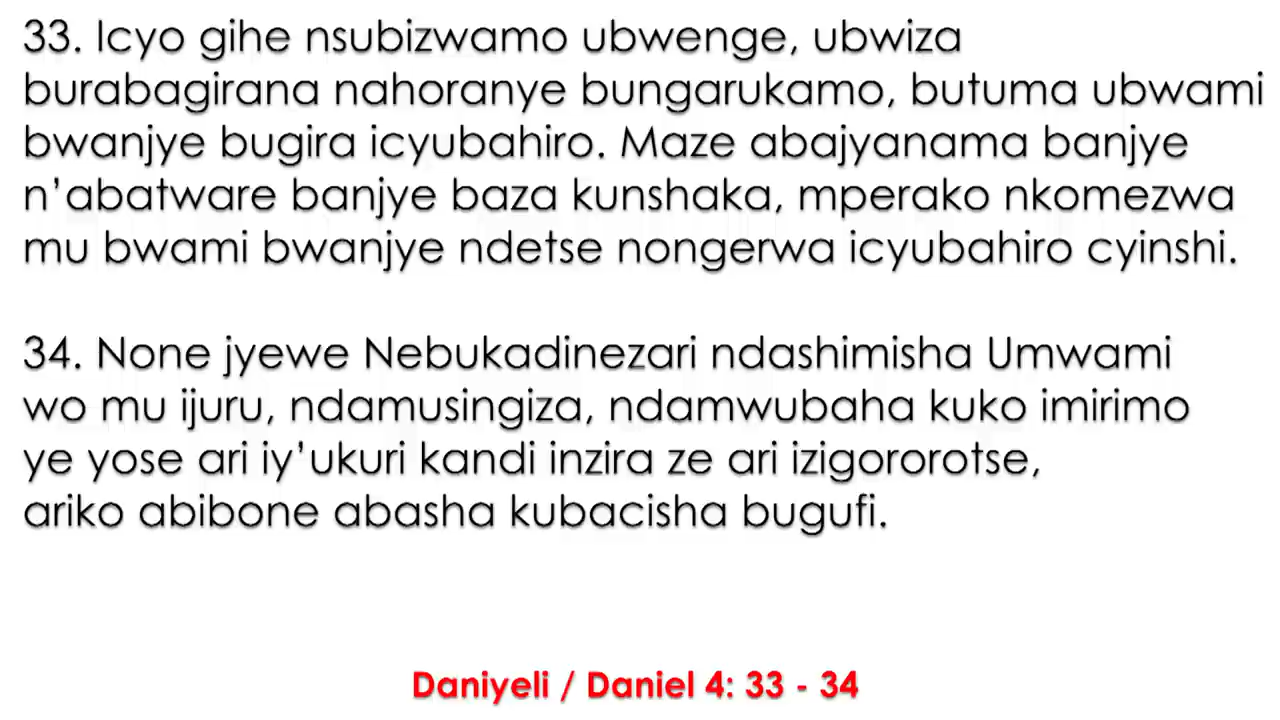 33. Icyo gihe nsubizwamo ubwenge, ubwiza
burabagirana nahoranye bungarukamo, butuma ubwami
bwanjye bugira icyubahiro. Maze abajyanama banjye
n’abatware banjye baza kunshaka, mperako nkomezwa
mu bwami bwanjye ndetse nongerwa icyubahiro cyinshi.
34. None jyewe Nebukadinezari ndashimisha Umwami
wo mu ijuru, ndamusingiza, ndamwubaha kuko imirimo
ye yose ari iy’ukuri kandi inzira ze ari izigororotse,
ariko abibone abasha kubacisha bugufi.
Daniyeli / Daniel 4: 33 - 34